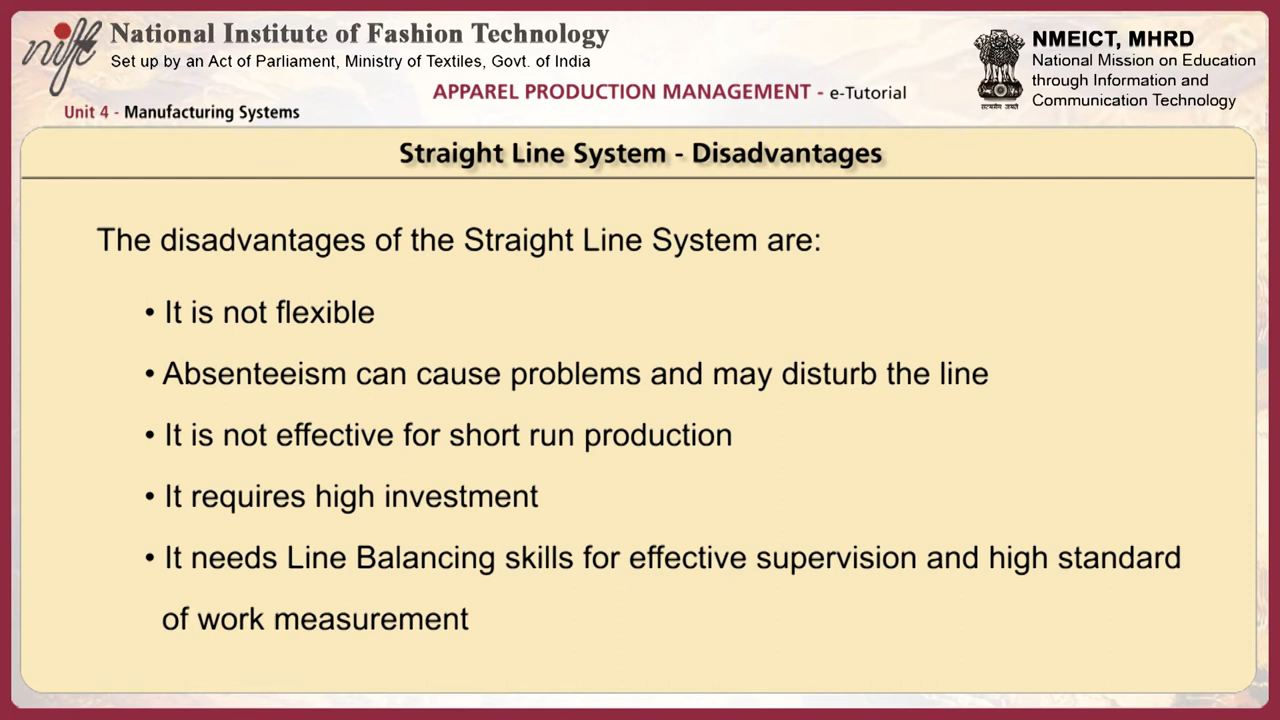 nift
National Institute of Fashion Technology
Set up by an Act of Parliament, Ministry of Textiles, Govt. of India
NMEICT, MHRD
National Mission on Education
through Information and
Communication Technology
सत्यमेव जयते
APPAREL PRODUCTION MANAGEMENT - e-Tutorial
Unit 4 - Manufacturing Systems
Straight Line System - Disadvantages
The disadvantages of the Straight Line System are:
• It is not flexible
• Absenteeism can cause problems and may disturb the line
• It is not effective for short run production
• It requires high investment
• It needs Line Balancing skills for effective supervision and high standard
of work measurement